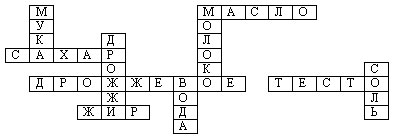 МУКА
МАСЛО
МОЛОКО
ДРОЖЖИ
САХАР
СОЛЬ
ДРОЖЖЕВОЕ ТЕСТО
ВОДА
ЖИР